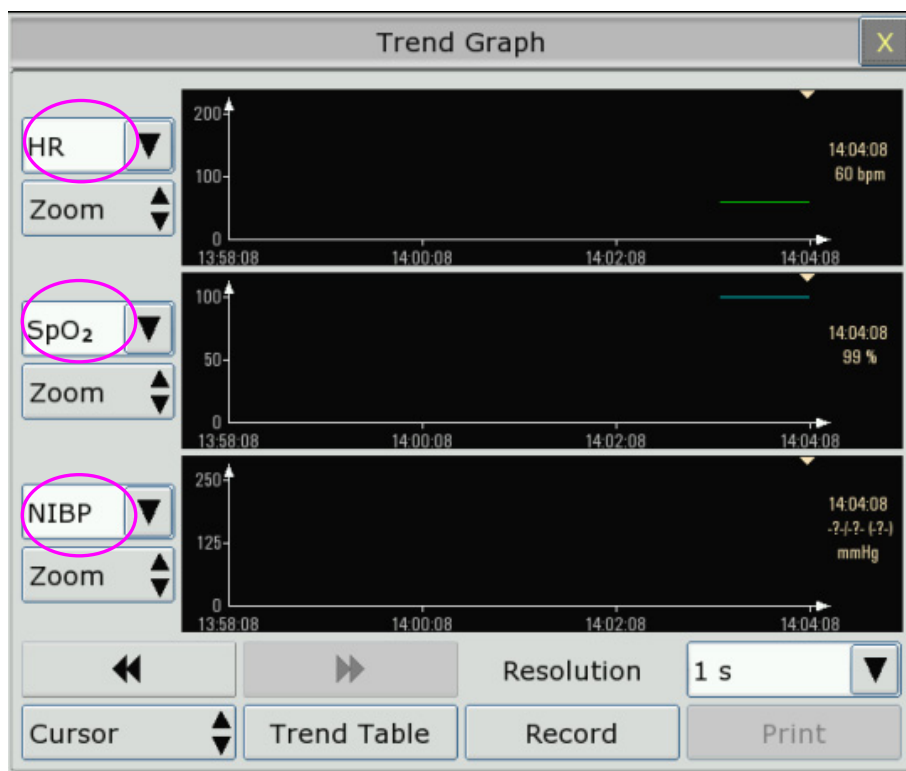 Trend Graph X
HR
Zoom
200
100
0
13:58:08 14:00:08 14:02:08 14:04:08
14:04:08
60 bpm
SpO₂
Zoom
100
50
0
13:58:08 14:00:08 14:02:08 14:04:08
14:04:08
99 %
NIBP
Zoom
250
125
0
13:58:08 14:00:08 14:02:08 14:04:08
14:04:08
-?-/-?- (-?-)
mmHg
Resolution 1 s
Cursor Trend Table Record Print